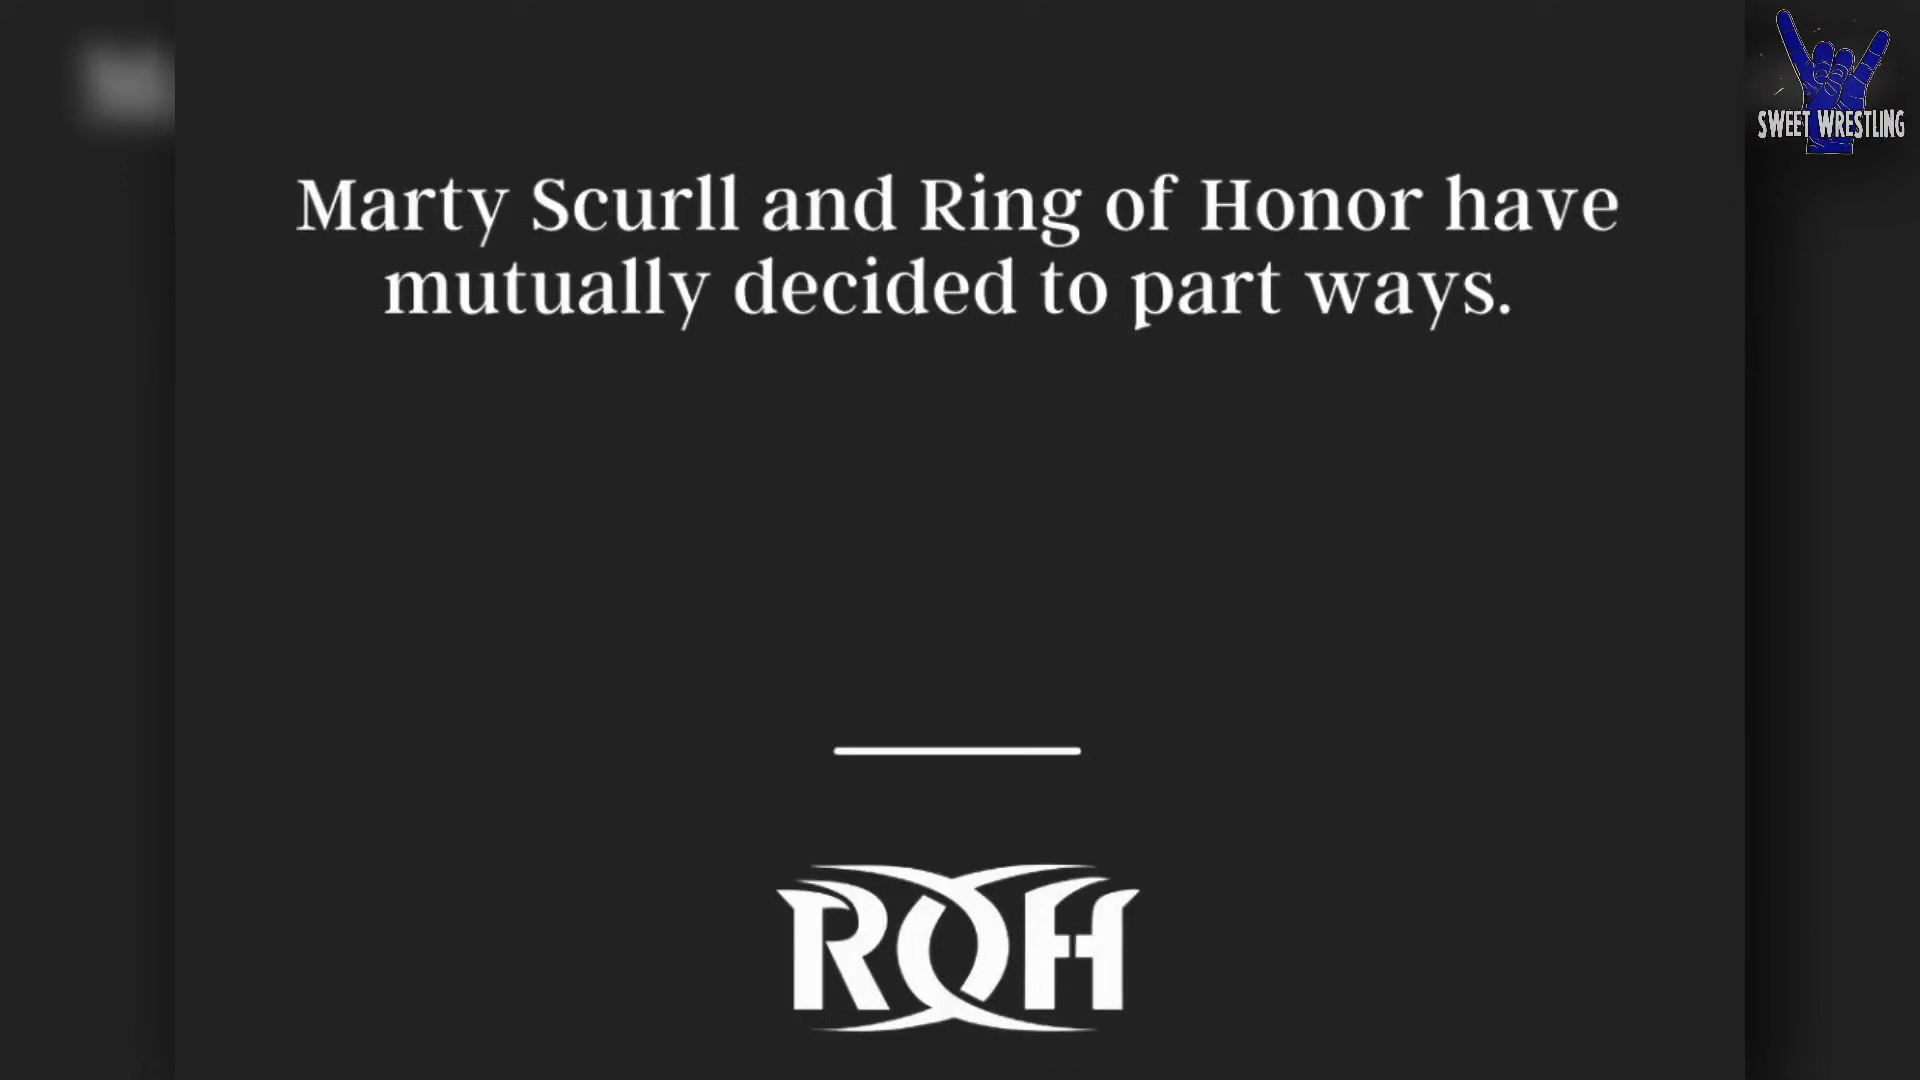 SWEET WRESTLING
Marty Scurll and Ring of Honor have
mutually decided to part ways.
ROH